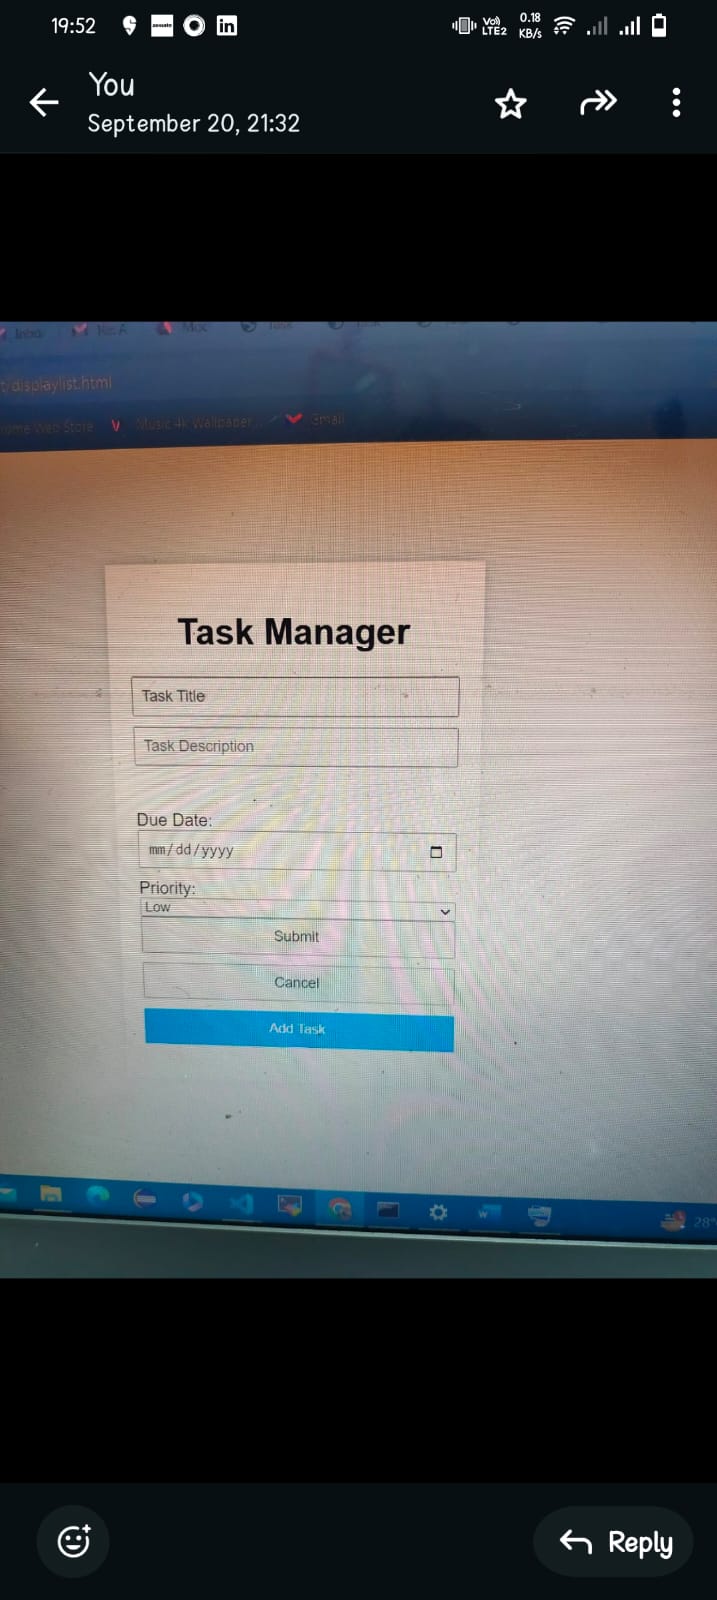 19:52
Vo)
LTE2
0.18
KB/s
in
You
September 20, 21:32
Inbo
t/displaylist.html
ome Web Store
Music 4k Wallpaper...
Gmail
Task Manager
Task Title
Task Description
Due Date:
mm/dd/yyyy
Priority:
Low
Submit
Cancel
Add Task
28°
Reply